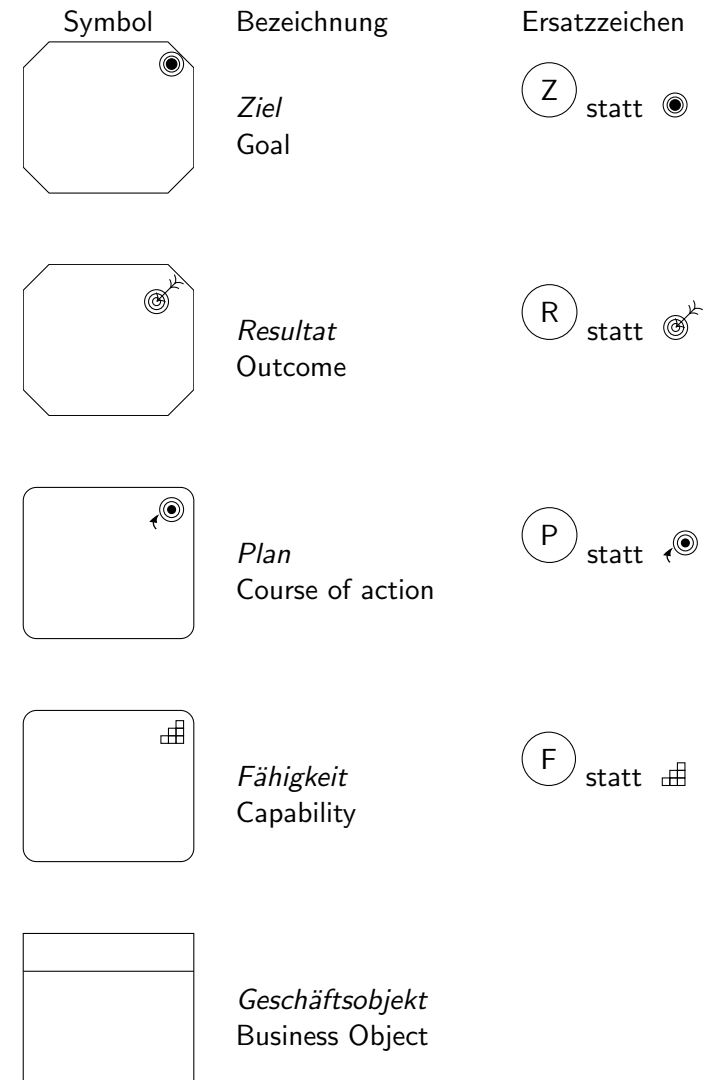 Symbol Bezeichnung Ersatzzeichen
Ziel
Goal
Z statt
Resultat
Outcome
R statt
Plan
Course of action
P statt
Fähigkeit
Capability
F statt
Geschäftsobjekt
Business Object